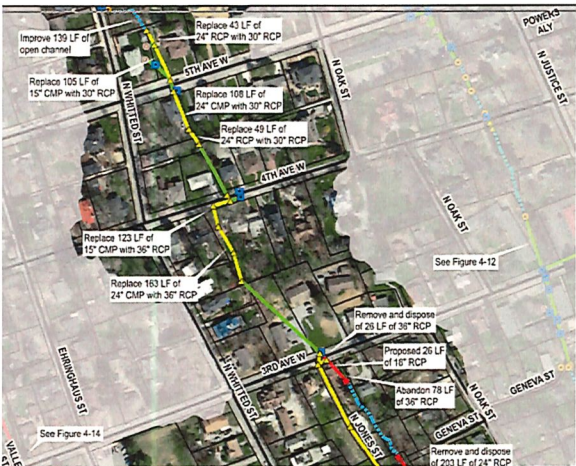 Replace 43 LF of
24" RCP with 30" RCP
Improve 139 LF of
open channel
POWERS
ALY
5TH AVE W
N OAK ST
N JUSTICE ST
Replace 105 LF of
15" CMP with 30" RCP
N WHITTED ST
Replace 108 LF of
24" CMP with 30" RCP
Replace 49 LF of
24" RCP with 30" RCP
4TH AVE W
N OAK ST
Replace 123 LF of
15" CMP with 36" RCP
See Figure 4-12
Replace 163 LF of
24" CMP with 36" RCP
Remove and dispose
of 26 LF of 36" RCP
Proposed 26 LF
of 18" RCP
3RD AVE W
EHRINGHAUS ST
N WHITTED ST
Abandon 78 LF
of 36" RCP
N OAK ST
GENEVA ST
N JONES ST
GENEVA ST
See Figure 4-14
VALLE
ST
Remove and dispose
of 203 LF of 24" RCP